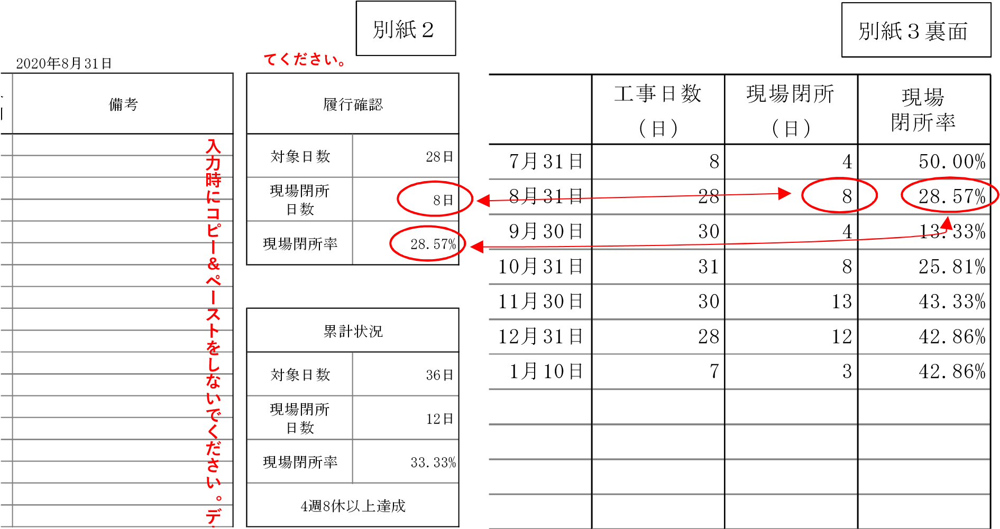 別紙２
別紙３裏面
2020年8月31日
てください。
備考
入力時にコピー＆ペーストをしないでください。デ
履行確認
対象日数 28日
現場閉所
日数
8日
現場閉所率 28.57%
累計状況
対象日数 36日
現場閉所
日数
12日
現場閉所率 33.33%
4週8休以上達成
工事日数
（日）
現場閉所
（日）
現場
閉所率
7月31日 8 4 50.00%
8月31日 28 8 28.57%
9月30日 30 4 13.33%
10月31日 31 8 25.81%
11月30日 30 13 43.33%
12月31日 28 12 42.86%
1月10日 7 3 42.86%